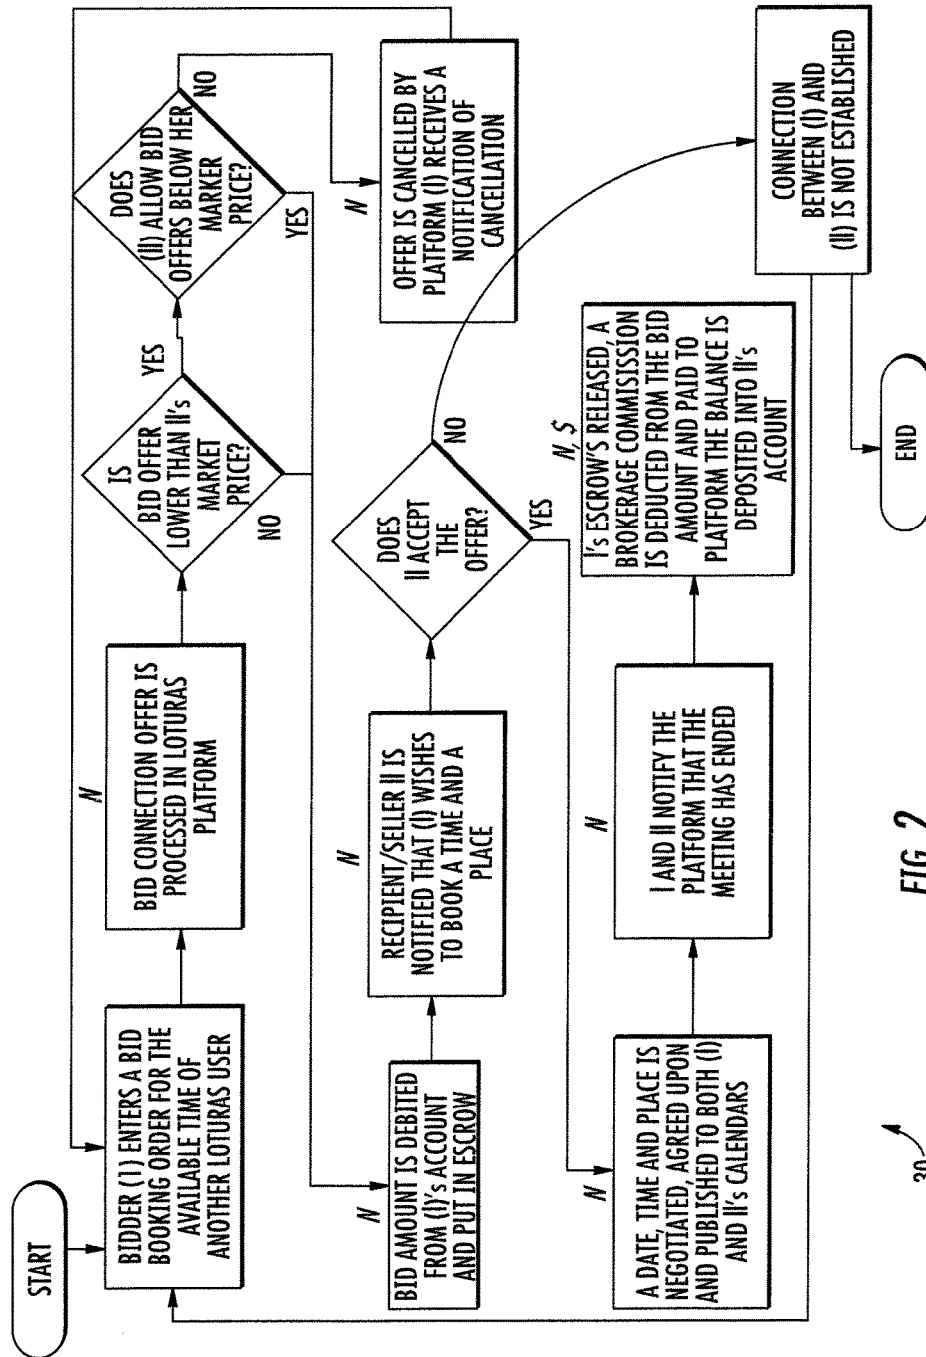 START
BIDDER (1) ENTERS A BID
BOOKING ORDER FOR THE
AVAILABLE TIME OF
ANOTHER LOTURAS USER
N
BID CONNECTION OFFER IS
PROCESSED IN LOTURAS
PLATFORM
IS
BID OFFER
LOWER THAN II's
MARKET
PRICE?
YES
NO
DOES
(II) ALLOW BID
OFFERS BELOW HER
MARKER
PRICE?
NO
YES
N
OFFER IS CANCELLED BY
PLATFORM (I) RECEIVES A
NOTIFICATION OF
CANCELLATION
N
BID AMOUNT IS DEBITED
FROM (I)'s ACCOUNT
AND PUT IN ESCROW
N
RECIPIENT/SELLER II IS
NOTIFIED THAT (I) WISHES
TO BOOK A TIME AND A
PLACE
DOES
II ACCEPT
THE
OFFER?
NO
YES
N
A DATE, TIME AND PLACE IS
NEGOTIATED, AGREED UPON
AND PUBLISHED TO BOTH (I)
AND II's CALENDARS
N
I AND II NOTIFY THE
PLATFORM THAT THE
MEETING HAS ENDED
N, $
I's ESCROW'S RELEASED, A
BROKERAGE COMMISISSION
IS DEDUCTED FROM THE BID
AMOUNT AND PAID TO
PLATFORM THE BALANCE IS
DEPOSITED INTO II's
ACCOUNT
CONNECTION
BETWEEN (I) AND
(II) IS NOT ESTABLISHED
END
30
FIG. 2